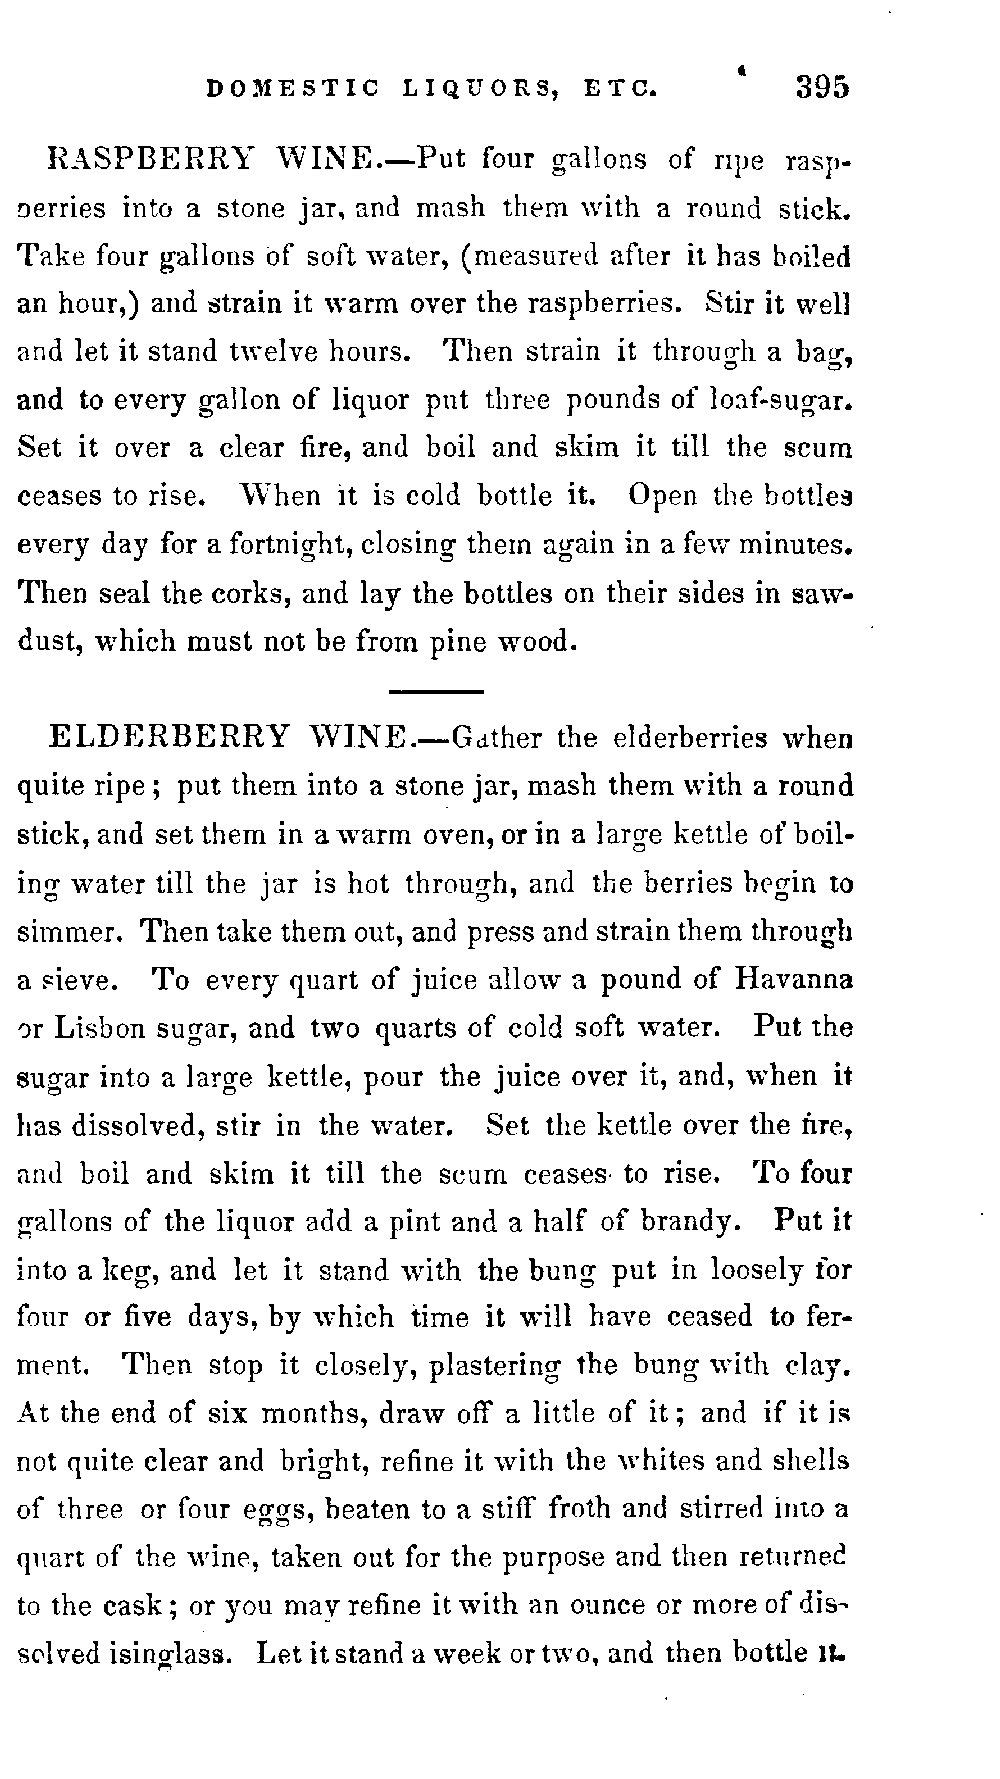 DOMESTIC LIQUORS, ETC. 395
RASPBERRY WINE.—Put four gallons of ripe rasp-
berries into a stone jar, and mash them with a round stick.
Take four gallons of soft water, (measured after it has boiled
an hour,) and strain it warm over the raspberries. Stir it well
and let it stand twelve hours. Then strain it through a bag,
and to every gallon of liquor put three pounds of loaf-sugar.
Set it over a clear fire, and boil and skim it till the scum
ceases to rise. When it is cold bottle it. Open the bottles
every day for a fortnight, closing them again in a few minutes.
Then seal the corks, and lay the bottles on their sides in saw-
dust, which must not be from pine wood.
ELDERBERRY WINE.—Gather the elderberries when
quite ripe; put them into a stone jar, mash them with a round
stick, and set them in a warm oven, or in a large kettle of boil-
ing water till the jar is hot through, and the berries begin to
simmer. Then take them out, and press and strain them through
a sieve. To every quart of juice allow a pound of Havanna
or Lisbon sugar, and two quarts of cold soft water. Put the
sugar into a large kettle, pour the juice over it, and, when it
has dissolved, stir in the water. Set the kettle over the fire,
and boil and skim it till the scum ceases to rise. To four
gallons of the liquor add a pint and a half of brandy. Put it
into a keg, and let it stand with the bung put in loosely for
four or five days, by which time it will have ceased to fer-
ment. Then stop it closely, plastering the bung with clay.
At the end of six months, draw off a little of it; and if it is
not quite clear and bright, refine it with the whites and shells
of three or four eggs, beaten to a stiff froth and stirred into a
quart of the wine, taken out for the purpose and then returned
to the cask; or you may refine it with an ounce or more of dis-
solved isinglass. Let it stand a week or two, and then bottle it.